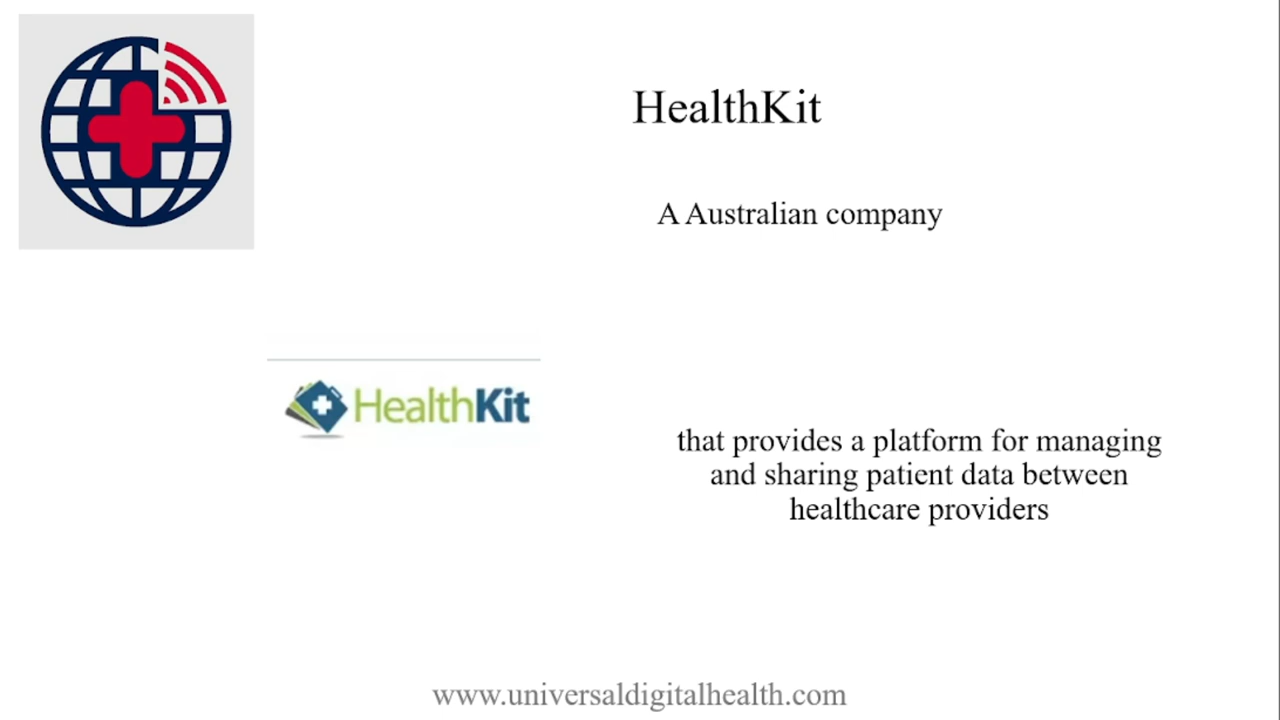 HealthKit
A Australian company
HealthKit
that provides a platform for managing
and sharing patient data between
healthcare providers
www.universaldigitalhealth.com